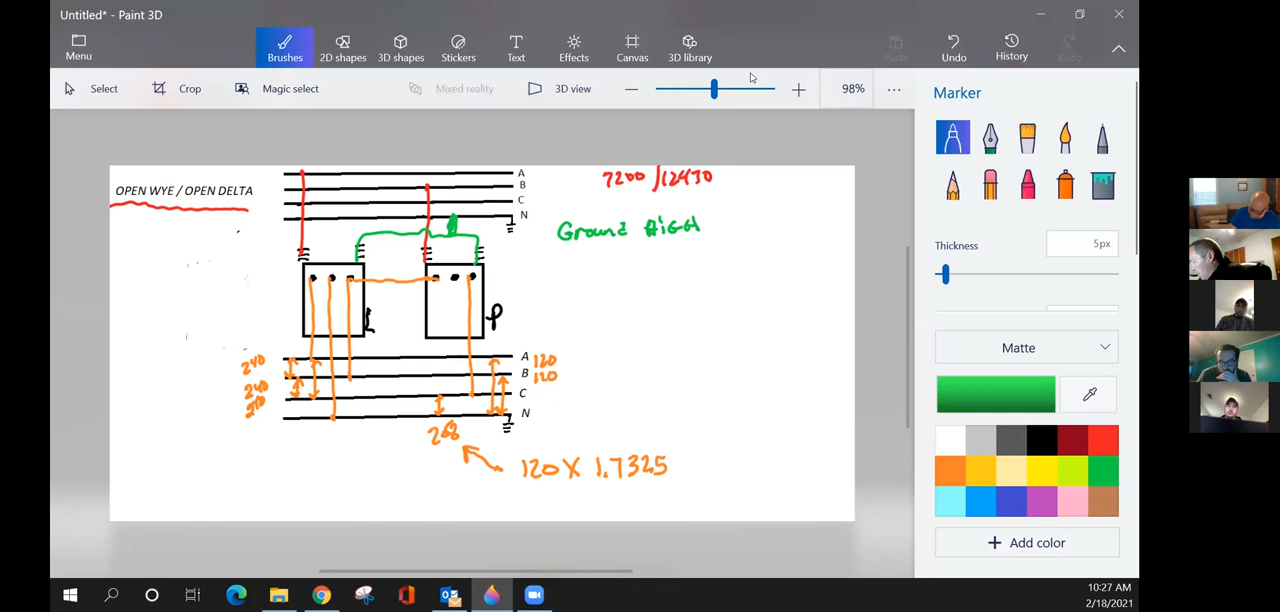 Untitled* - Paint 3D
Menu
Brushes
2D shapes
3D shapes
Stickers
Text
Effects
Canvas
3D library
Paste
Undo
History
Redo
Select
Crop
Magic select
Mixed reality
3D view
98%
Marker
Thickness
5px
Matte
Add color
OPEN WYE / OPEN DELTA
A
B
C
N
7200 / 12470
Ground
L
P
240
240
240
A 120
B 120
C
N
208
120 X 1.7325
10:27 AM
2/18/2021